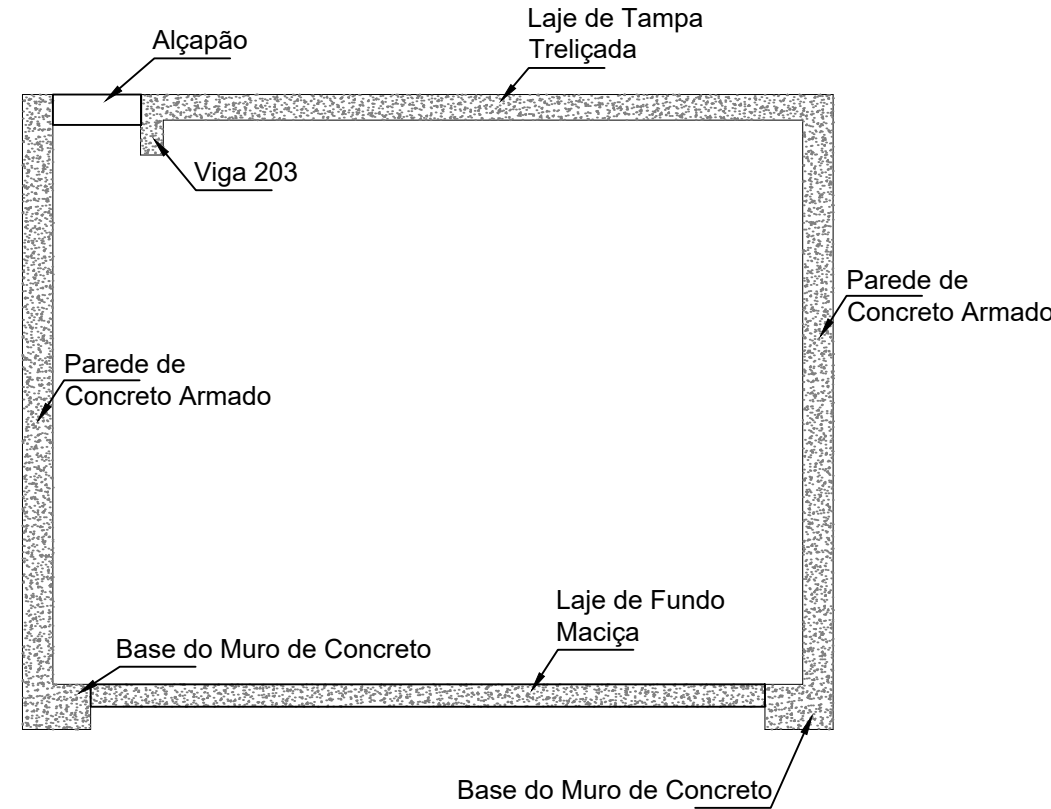 Laje de Tampa
Treliçada
Alçapão
Viga 203
Parede de
Concreto Armado
Parede de
Concreto Armado
Laje de Fundo
Maciça
Base do Muro de Concreto
Base do Muro de Concreto